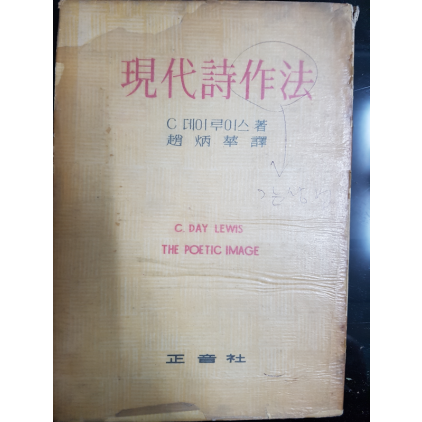 現代詩作法
C 데이루이스 著
趙炳華 譯
C. DAY LEWIS
THE POETIC IMAGE
正音社